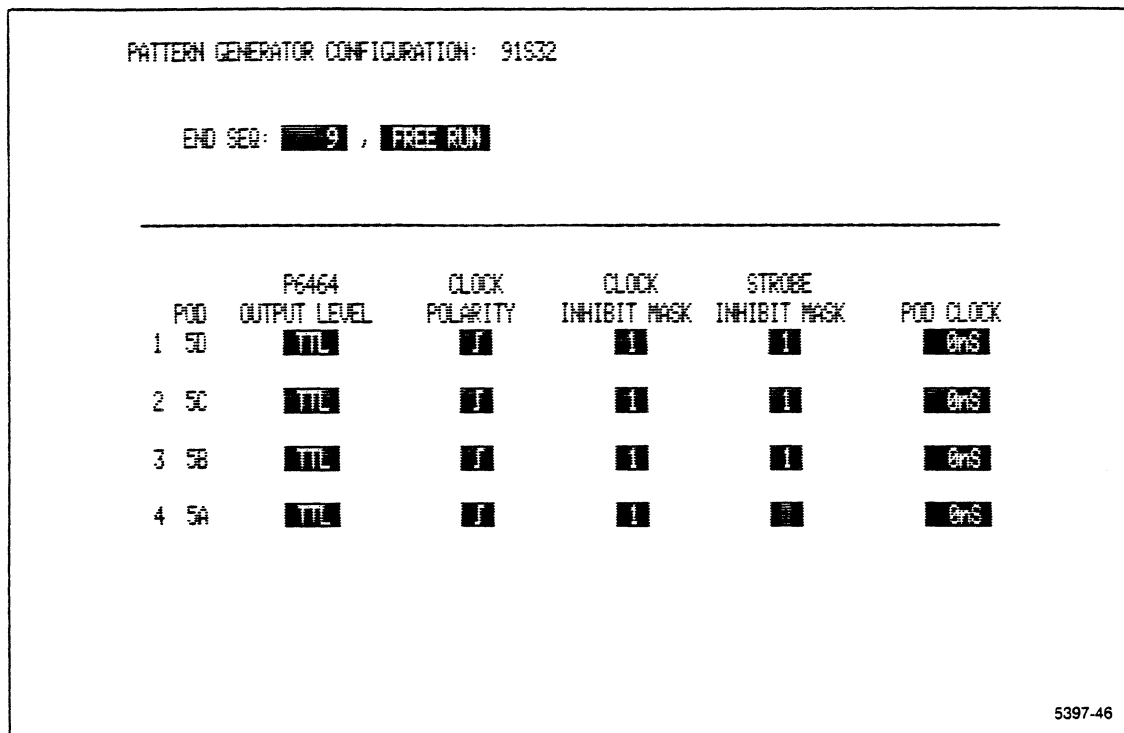 PATTERN GENERATOR CONFIGURATION: 91S32
END SEQ: 9 , FREE RUN
P6464 CLOCK CLOCK STROBE
POD OUTPUT LEVEL POLARITY INHIBIT MASK INHIBIT MASK POD CLOCK
1 5D TTL ʃ 1 1 0nS
2 5C TTL ʃ 1 1 0nS
3 5B TTL ʃ 1 1 0nS
4 5A TTL ʃ 1 0nS
5397-46